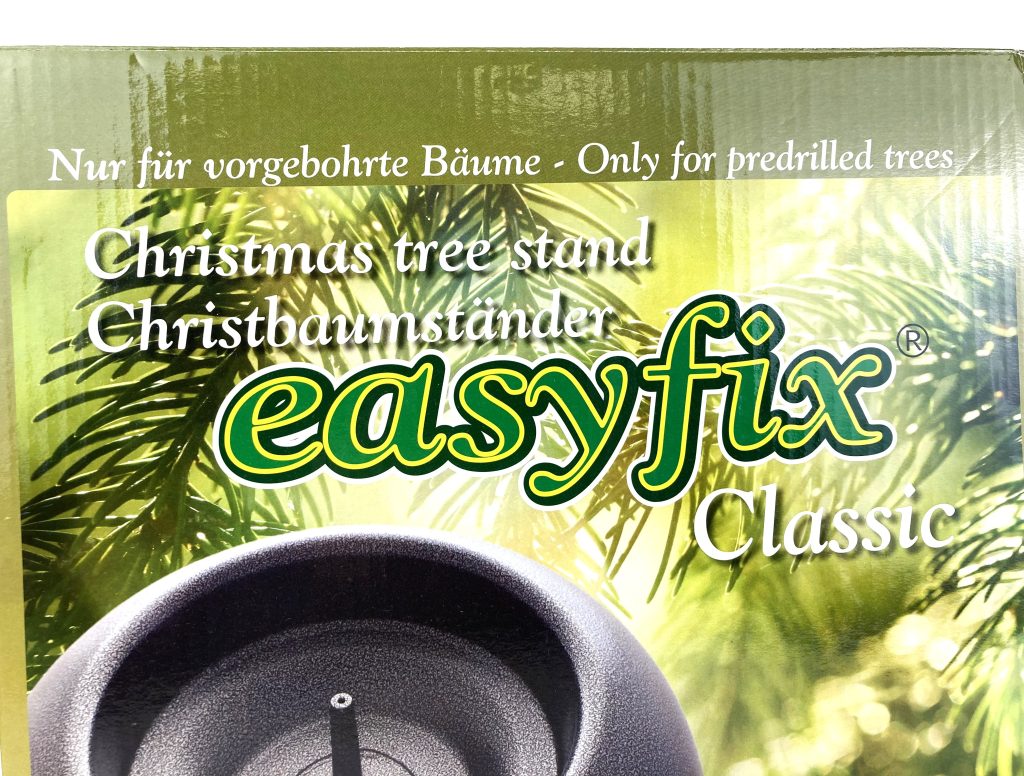 Nur für vorgebohrte Bäume - Only for predrilled trees
Christmas tree stand
Christbaumständer
easyfix®
Classic